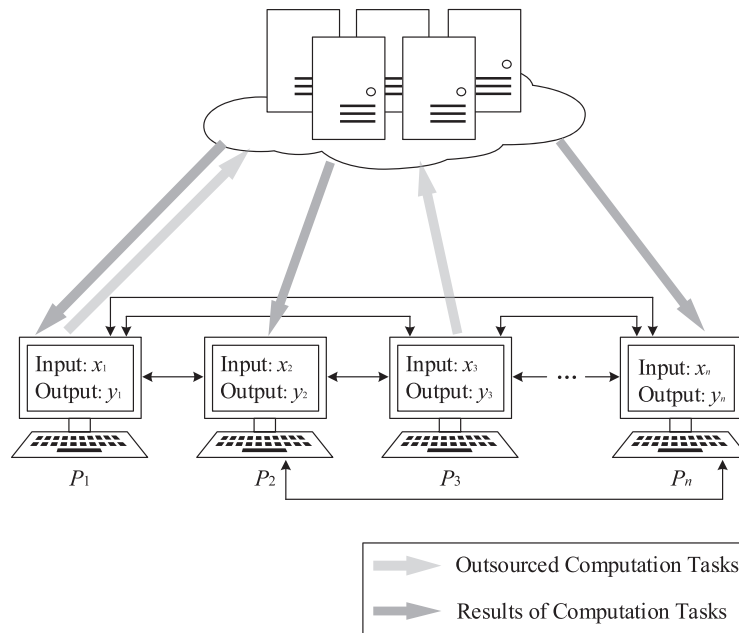 Input: x₁
Output: y₁
Input: x₂
Output: y₂
Input: x₃
Output: y₃
...
Input: xₙ
Output: yₙ
P₁
P₂
P₃
Pₙ
Outsourced Computation Tasks
Results of Computation Tasks